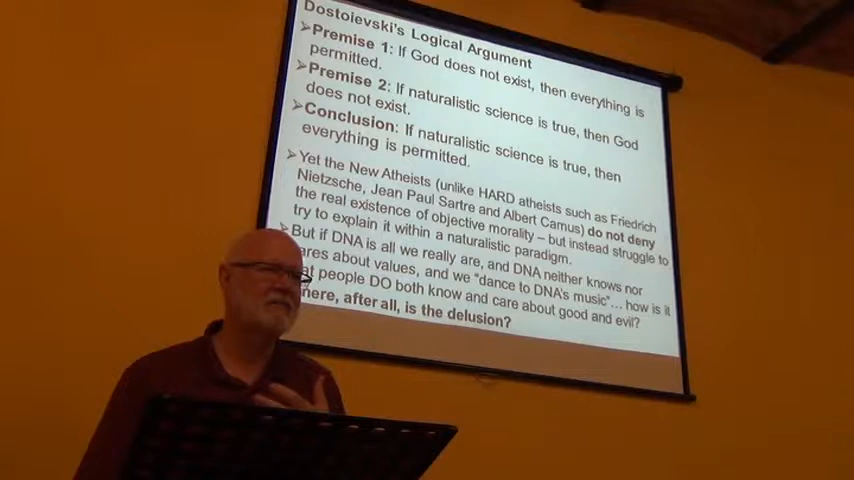 Dostoievski's Logical Argument
➢Premise 1: If God does not exist, then everything is
permitted.
➢Premise 2: If naturalistic science is true, then God
does not exist.
➢Conclusion: If naturalistic science is true, then
everything is permitted.
➢Yet the New Atheists (unlike HARD atheists such as Friedrich
Nietzsche, Jean Paul Sartre and Albert Camus) do not deny
the real existence of objective morality – but instead struggle to
try to explain it within a naturalistic paradigm.
➢But if DNA is all we really are, and DNA neither knows nor
cares about values, and we "dance to DNA's music"... how is it
that people DO both know and care about good and evil?
here, after all, is the delusion?